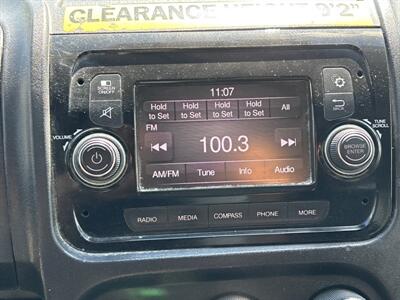 CLEARANCE HEIGHT 9'2"
SCREEN
ON/OFF
11:07
Hold to Set Hold to Set Hold to Set Hold to Set All
FM
100.3
AM/FM Tune Info Audio
BACK
VOLUME
TUNE
SCROLL
BROWSE
ENTER
RADIO MEDIA COMPASS PHONE MORE